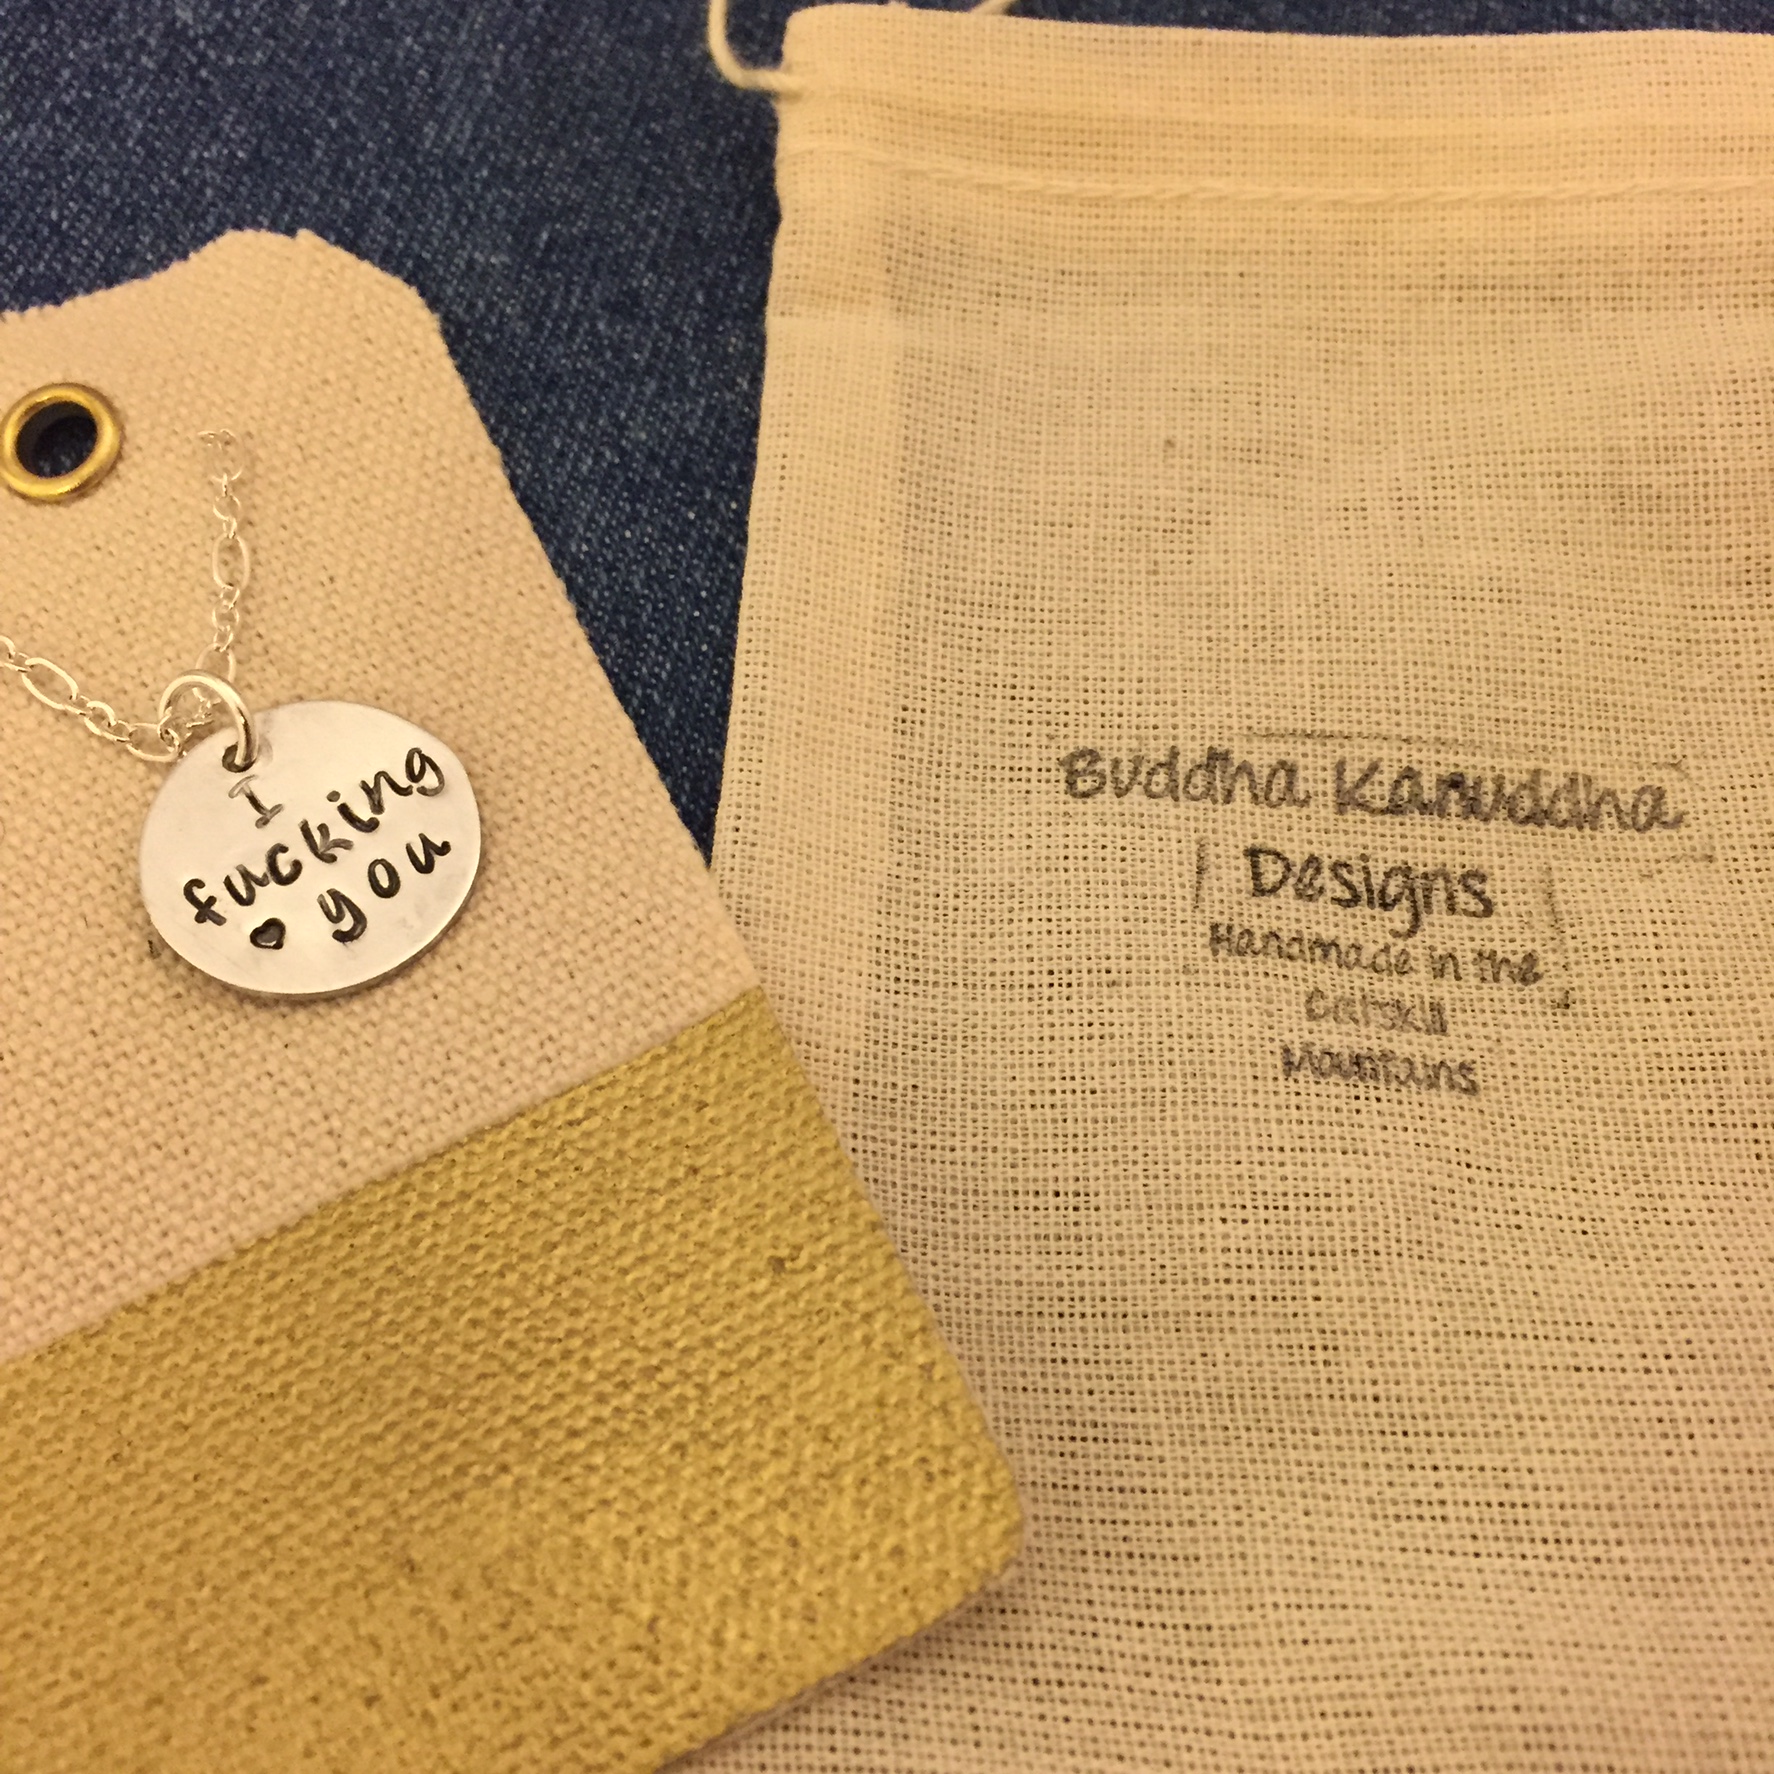 I
fucking
♥ you
Buddha Karuddha
Designs
Handmade in the
Catskill
Mountains